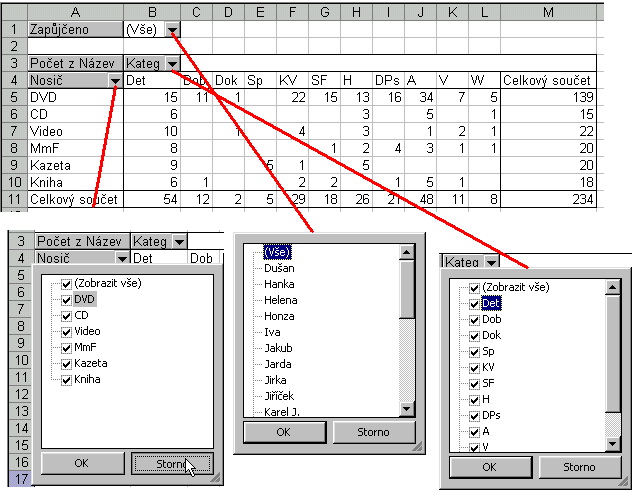 A B C D E F G H I J K L M
1 Zapůjčeno (Vše)
2
3 Počet z Název Kateg
4 Nosič Det Dob Dok Sp KV SF H DPs A V W Celkový součet
5 DVD 15 11 1 22 15 13 16 34 7 5 139
6 CD 6 3 5 1 15
7 Video 10 1 4 3 1 2 1 22
8 MmF 8 1 2 4 3 1 1 20
9 Kazeta 9 5 1 5 20
10 Kniha 6 1 2 2 1 5 1 18
11 Celkový součet 54 12 2 5 29 18 26 21 48 11 8 234
3 Počet z Název Kateg
4 Nosič Det Dob
5
6
7
8
9
10
11
12
13
14
15
16
17
(Zobrazit vše)
DVD
CD
Video
MmF
Kazeta
Kniha
OK Storno
(Vše)
Dušan
Hanka
Helena
Honza
Iva
Jakub
Jarda
Jirka
Jiříček
Karel J.
OK Storno
Kateg
(Zobrazit vše)
Det
Dob
Dok
Sp
KV
SF
H
DPs
A
V
OK Storno